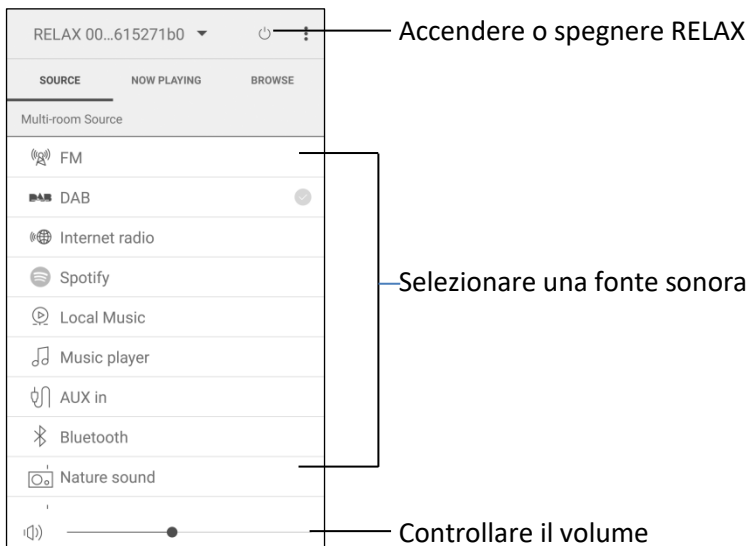 RELAX 00...615271b0
Accendere o spegnere RELAX
SOURCE NOW PLAYING BROWSE
Multi-room Source
FM
DAB DAB
Internet radio
Spotify
Selezionare una fonte sonora
Local Music
Music player
AUX in
Bluetooth
Nature sound
Controllare il volume